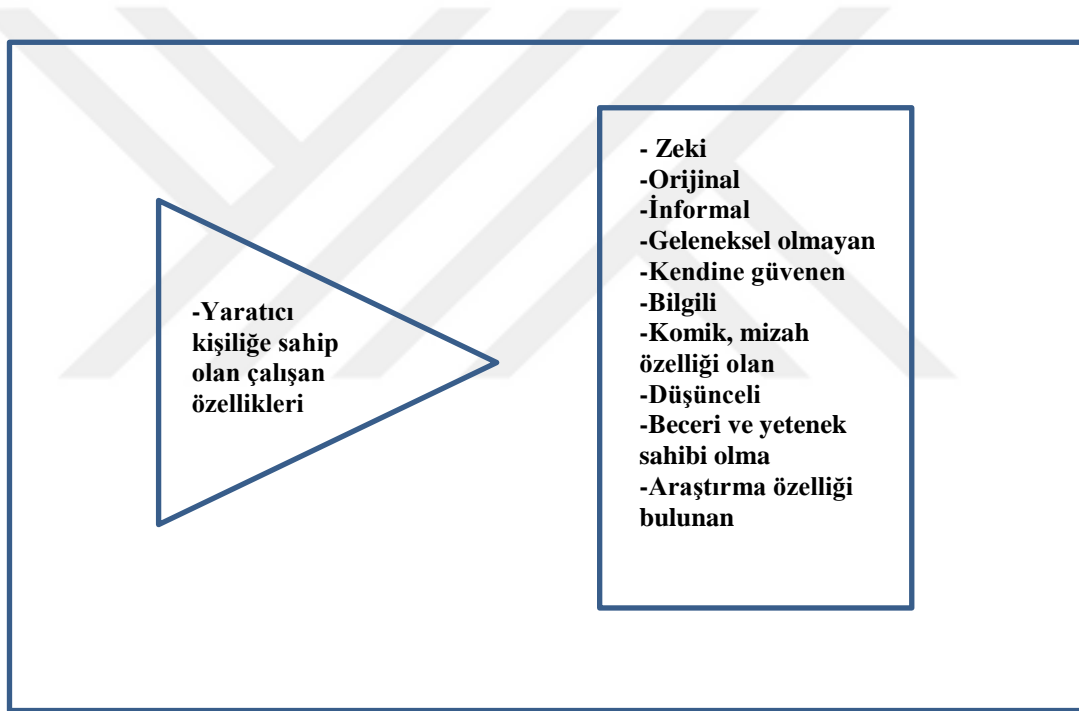 -Yaratıcı
kişiliğe sahip
olan çalışan
özellikleri
- Zeki
-Orijinal
-İnformal
-Geleneksel olmayan
-Kendine güvenen
-Bilgili
-Komik, mizah
özelliği olan
-Düşünceli
-Beceri ve yetenek
sahibi olma
-Araştırma özelliği
bulunan